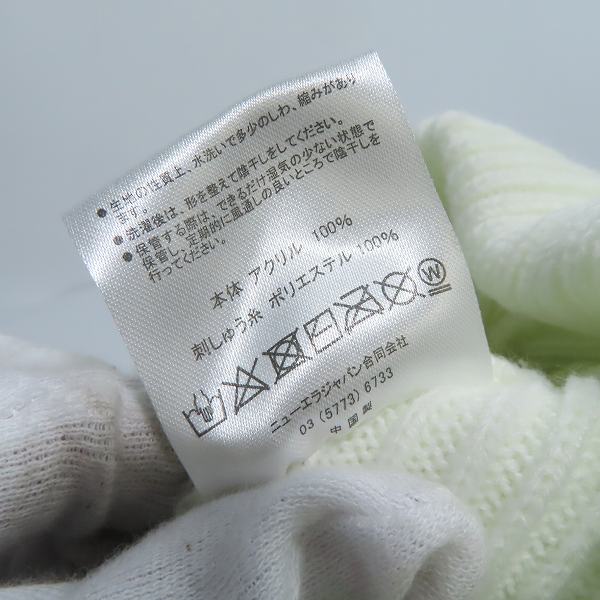 ●生地の性質上、水洗いで多少のしわ、縮みがあり
ます。
●洗濯後は、形を整えて陰干しをしてください。
●保管する際は、できるだけ湿気の少ない状態で
保管し、定期的に風通しの良いところで陰干しを
行ってください。
本体 アクリル 100%
刺しゅう糸 ポリエステル 100%
W
ニューエラジャパン合同会社
03 (5773) 6733
中国製